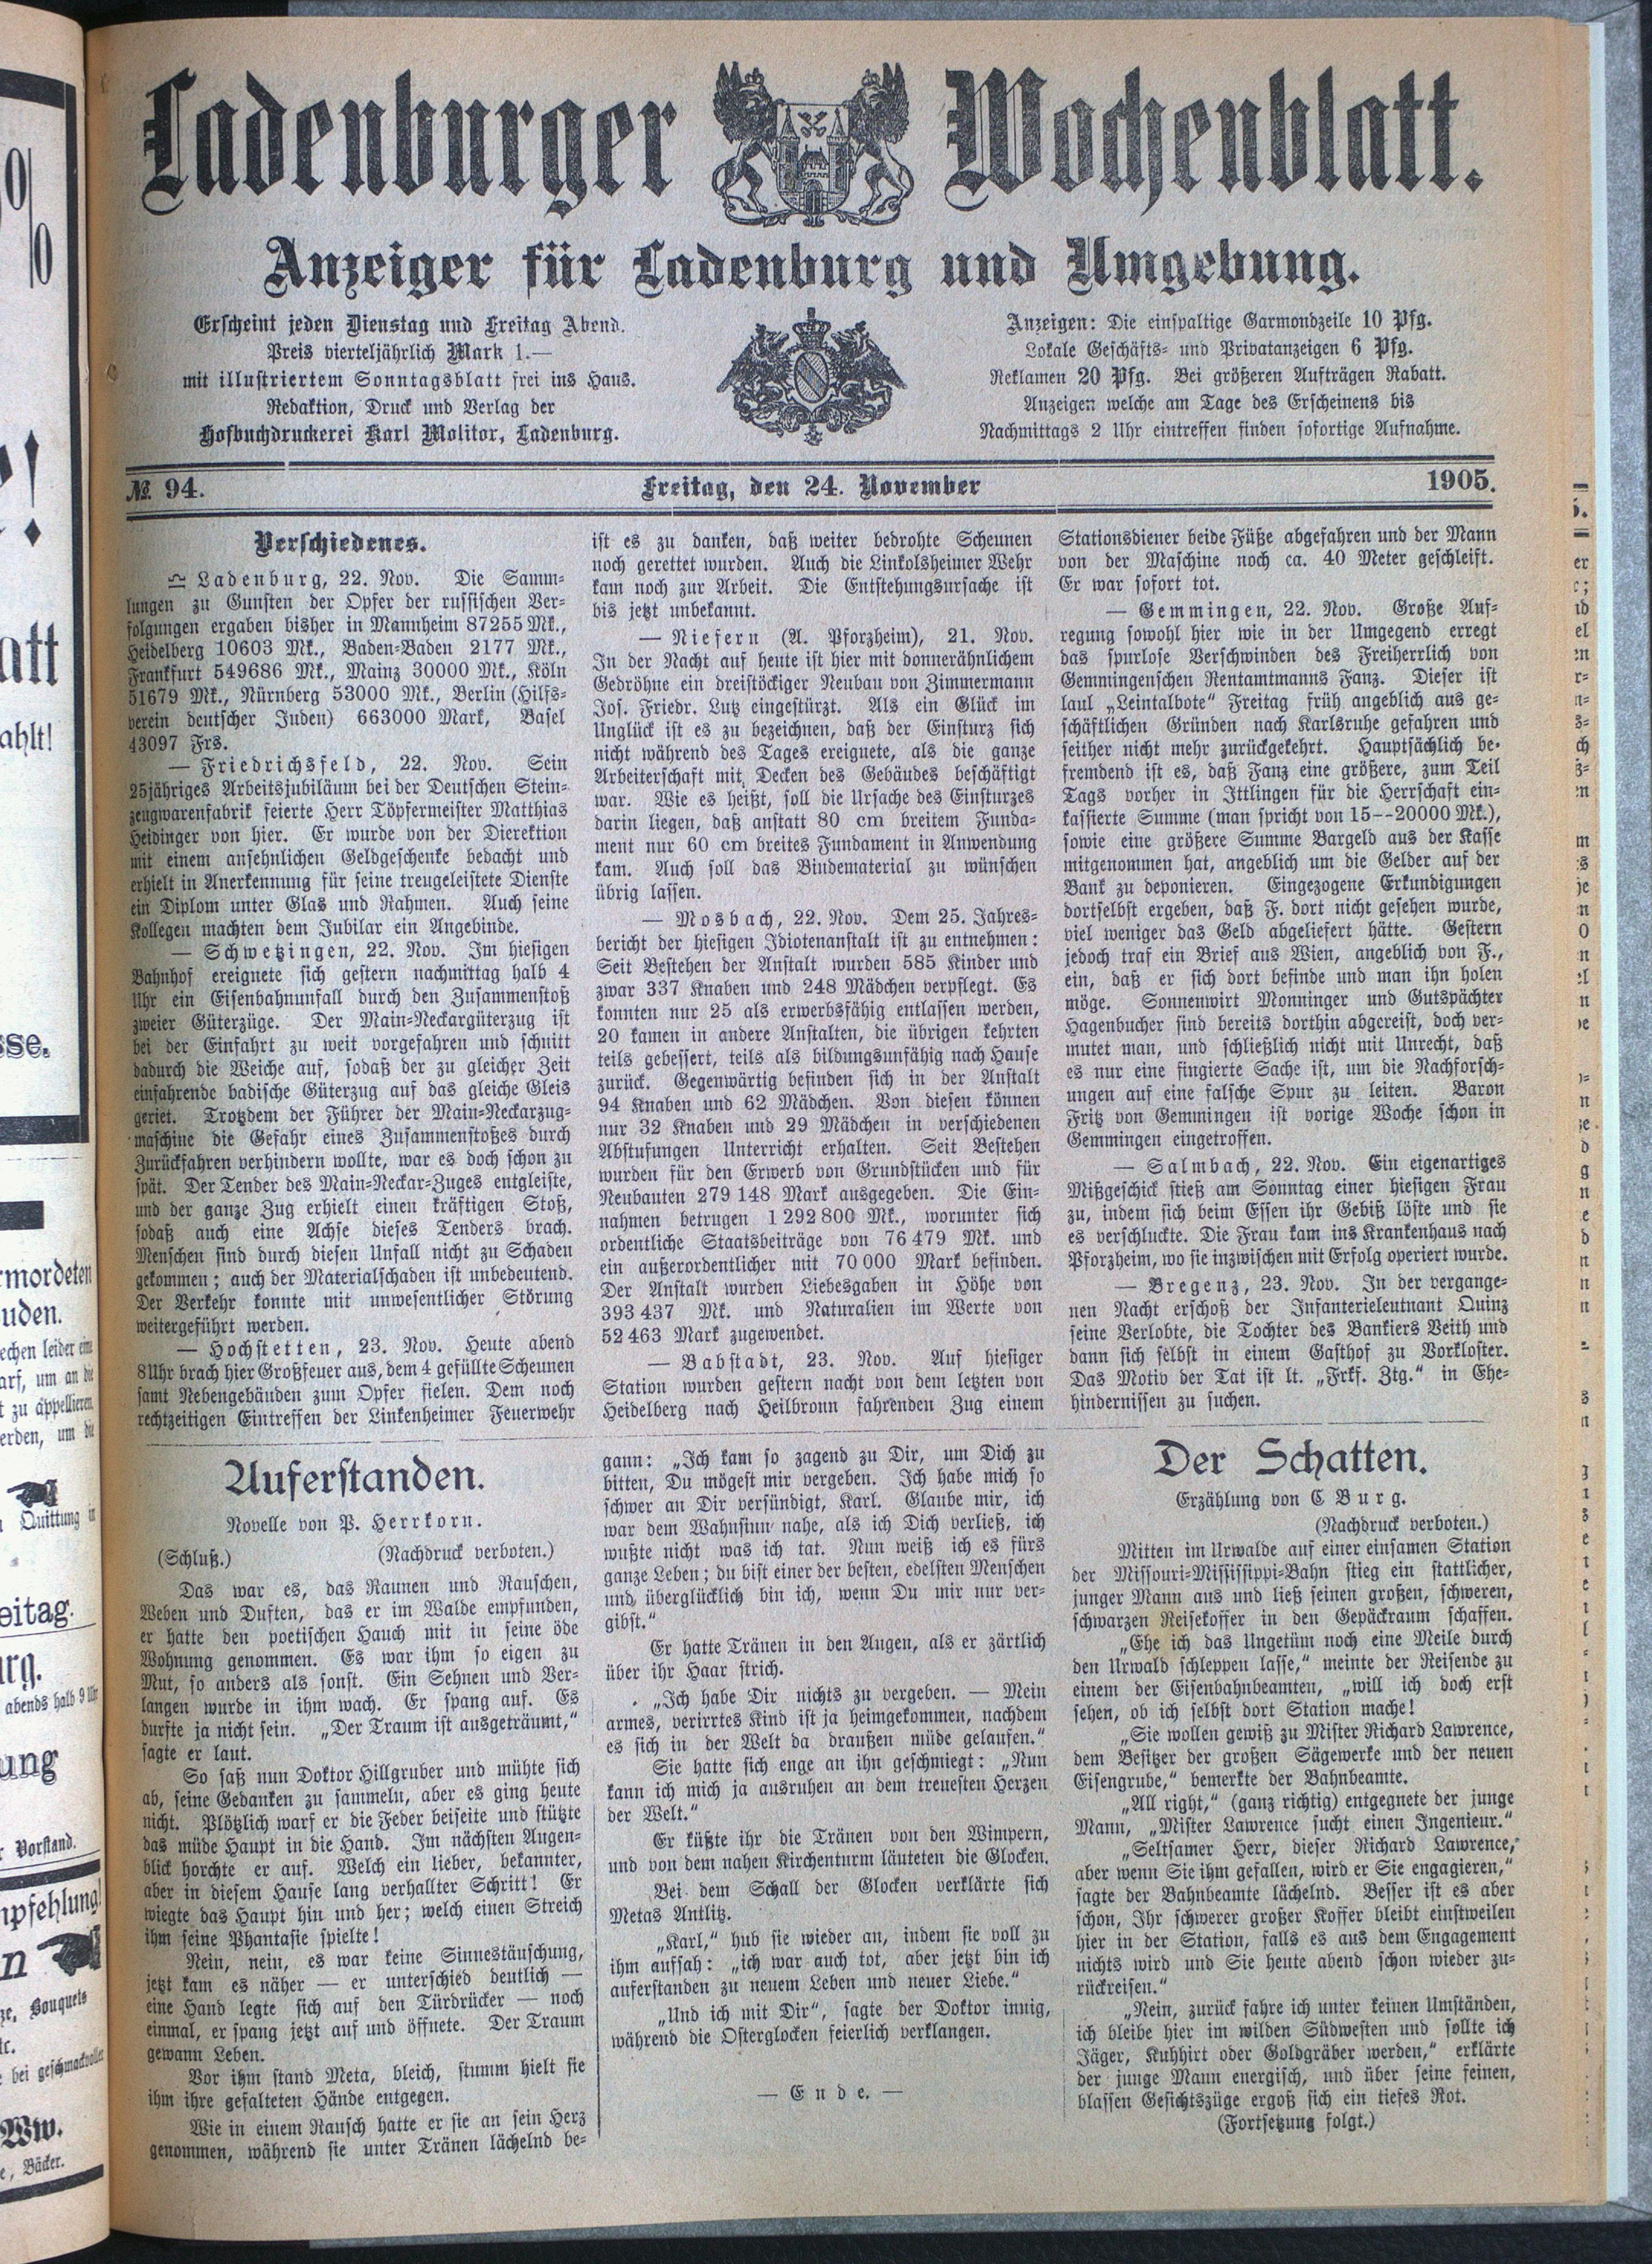 Ladenburger Wochenblatt.
Anzeiger für Ladenburg und Umgebung.
Erscheint jeden Dienstag und Freitag Abend.
Preis vierteljährlich Mark 1.—
mit illustriertem Sonntagsblatt frei ins Haus.
Redaktion, Druck und Verlag der
Hofbuchdruckerei Karl Molitor, Ladenburg.
Anzeigen: Die einspaltige Garmondzeile 10 Pfg.
Lokale Geschäfts- und Privatanzeigen 6 Pfg.
Reklamen 20 Pfg. Bei größeren Aufträgen Rabatt.
Anzeigen welche am Tage des Erscheinens bis
Nachmittags 2 Uhr eintreffen finden sofortige Aufnahme.
№ 94. Freitag, den 24. November 1905.
Verschiedenes.
Ladenburg, 22. Nov. Die Samm-
lungen zu Gunsten der Opfer der russischen Ver-
folgungen ergaben bisher in Mannheim 87255 Mk.,
Heidelberg 10603 Mk., Baden-Baden 2177 Mk.,
Frankfurt 549686 Mk., Mainz 30000 Mk., Köln
51679 Mk., Nürnberg 53000 Mk., Berlin (Hilfs-
verein deutscher Juden) 663000 Mark, Basel
43097 Frs.
— Friedrichsfeld, 22. Nov. Sein
25jähriges Arbeitsjubiläum bei der Deutschen Stein-
zeugwarenfabrik feierte Herr Töpfermeister Matthias
Heidinger von hier. Er wurde von der Dierektion
mit einem ansehnlichen Geldgeschenke bedacht und
erhielt in Anerkennung für seine treugeleistete Dienste
ein Diplom unter Glas und Rahmen. Auch seine
Kollegen machten dem Jubilar ein Angebinde.
— Schwetzingen, 22. Nov. Im hiesigen
Bahnhof ereignete sich gestern nachmittag halb 4
Uhr ein Eisenbahnunfall durch den Zusammenstoß
zweier Güterzüge. Der Main-Neckargüterzug ist
bei der Einfahrt zu weit vorgefahren und schnitt
dadurch die Weiche auf, sodaß der zu gleicher Zeit
einfahrende badische Güterzug auf das gleiche Gleis
geriet. Trotzdem der Führer der Main-Neckarzug-
maschine die Gefahr eines Zusammenstoßes durch
Zurückfahren verhindern wollte, war es doch schon zu
spät. Der Tender des Main-Neckar-Zuges entgleiste,
und der ganze Zug erhielt einen kräftigen Stoß,
sodaß auch eine Achse dieses Tenders brach.
Menschen sind durch diesen Unfall nicht zu Schaden
gekommen; auch der Materialschaden ist unbedeutend.
Der Verkehr konnte mit unwesentlicher Störung
weitergeführt werden.
— Hochstetten, 23. Nov. Heute abend
8 Uhr brach hier Großfeuer aus, dem 4 gefüllte Scheunen
samt Nebengebäuden zum Opfer fielen. Dem noch
rechtzeitigen Eintreffen der Linkenheimer Feuerwehr
ist es zu danken, daß weiter bedrohte Scheunen
noch gerettet wurden. Auch die Linkolsheimer Wehr
kam noch zur Arbeit. Die Entstehungsursache ist
bis jetzt unbekannt.
— Niefern (A. Pforzheim), 21. Nov.
In der Nacht auf heute ist hier mit donnerähnlichem
Gedröhne ein dreistöckiger Neubau von Zimmermann
Jos. Friedr. Lutz eingestürzt. Als ein Glück im
Unglück ist es zu bezeichnen, daß der Einsturz sich
nicht während des Tages ereignete, als die ganze
Arbeiterschaft mit Decken des Gebäudes beschäftigt
war. Wie es heißt, soll die Ursache des Einsturzes
darin liegen, daß anstatt 80 cm breitem Funda-
ment nur 60 cm breites Fundament in Anwendung
kam. Auch soll das Bindematerial zu wünschen
übrig lassen.
— Mosbach, 22. Nov. Dem 25. Jahres-
bericht der hiesigen Idiotenanstalt ist zu entnehmen:
Seit Bestehen der Anstalt wurden 585 Kinder und
zwar 337 Knaben und 248 Mädchen verpflegt. Es
konnten nur 25 als erwerbsfähig entlassen werden,
20 kamen in andere Anstalten, die übrigen kehrten
teils gebessert, teils als bildungsunfähig nach Hause
zurück. Gegenwärtig befinden sich in der Anstalt
94 Knaben und 62 Mädchen. Von diesen können
nur 32 Knaben und 29 Mädchen in verschiedenen
Abstufungen Unterricht erhalten. Seit Bestehen
wurden für den Erwerb von Grundstücken und für
Neubauten 279 148 Mark ausgegeben. Die Ein-
nahmen betrugen 1 292 800 Mk., worunter sich
ordentliche Staatsbeiträge von 76 479 Mk. und
ein außerordentlicher mit 70 000 Mark befinden.
Der Anstalt wurden Liebesgaben in Höhe von
393 437 Mk. und Naturalien im Werte von
52 463 Mark zugewendet.
— Babstadt, 23. Nov. Auf hiesiger
Station wurden gestern nacht von dem letzten von
Heidelberg nach Heilbronn fahrenden Zug einem
Stationsdiener beide Füße abgefahren und der Mann
von der Maschine noch ca. 40 Meter geschleift.
Er war sofort tot.
— Gemmingen, 22. Nov. Große Auf-
regung sowohl hier wie in der Umgegend erregt
das spurlose Verschwinden des Freiherrlich von
Gemmingenschen Rentamtmanns Fanz. Dieser ist
laul „Leintalbote“ Freitag früh angeblich aus ge-
schäftlichen Gründen nach Karlsruhe gefahren und
seither nicht mehr zurückgekehrt. Hauptsächlich be-
fremdend ist es, daß Fanz eine größere, zum Teil
Tags vorher in Ittlingen für die Herrschaft ein-
kassierte Summe (man spricht von 15--20000 Mk.),
sowie eine größere Summe Bargeld aus der Kasse
mitgenommen hat, angeblich um die Gelder auf der
Bank zu deponieren. Eingezogene Erkundigungen
dortselbst ergeben, daß F. dort nicht gesehen wurde,
viel weniger das Geld abgeliefert hätte. Gestern
jedoch traf ein Brief aus Wien, angeblich von F.,
ein, daß er sich dort befinde und man ihn holen
möge. Sonnenwirt Monninger und Gutspächter
Hagenbucher sind bereits dorthin abgereist, doch ver-
mutet man, und schließlich nicht mit Unrecht, daß
es nur eine fingierte Sache ist, um die Nachforsch-
ungen auf eine falsche Spur zu leiten. Baron
Fritz von Gemmingen ist vorige Woche schon in
Gemmingen eingetroffen.
— Salmbach, 22. Nov. Ein eigenartiges
Mißgeschick stieß am Sonntag einer hiesigen Frau
zu, indem sich beim Essen ihr Gebiß löste und sie
es verschluckte. Die Frau kam ins Krankenhaus nach
Pforzheim, wo sie inzwischen mit Erfolg operiert wurde.
— Bregenz, 23. Nov. In der vergange-
nen Nacht erschoß der Infanterieleutnant Quinz
seine Verlobte, die Tochter des Bankiers Veith und
dann sich selbst in einem Gasthof zu Vorkloster.
Das Motiv der Tat ist lt. „Frkf. Ztg.“ in Ehe-
hindernissen zu suchen.
Auferstanden.
Novelle von P. Herrkorn.
(Schluß.) (Nachdruck verboten.)
Das war es, das Raunen und Rauschen,
Weben und Duften, das er im Walde empfunden,
er hatte den poetischen Hauch mit in seine öde
Wohnung genommen. Es war ihm so eigen zu
Mut, so anders als sonst. Ein Sehnen und Ver-
langen wurde in ihm wach. Er spang auf. Es
durfte ja nicht sein. „Der Traum ist ausgeträumt,“
sagte er laut.
So saß nun Doktor Hillgruber und mühte sich
ab, seine Gedanken zu sammeln, aber es ging heute
nicht. Plötzlich warf er die Feder beiseite und stützte
das müde Haupt in die Hand. Im nächsten Augen-
blick horchte er auf. Welch ein lieber, bekannter,
aber in diesem Hause lang verhallter Schritt! Er
wiegte das Haupt hin und her; welch einen Streich
ihm seine Phantasie spielte!
Nein, nein, es war keine Sinnestäuschung,
jetzt kam es näher — er unterschied deutlich —
eine Hand legte sich auf den Türdrücker — noch
einmal, er spang jetzt auf und öffnete. Der Traum
gewann Leben.
Vor ihm stand Meta, bleich, stumm hielt sie
ihm ihre gefalteten Hände entgegen.
Wie in einem Rausch hatte er sie an sein Herz
genommen, während sie unter Tränen lächelnd be-
gann: „Ich kam so zagend zu Dir, um Dich zu
bitten, Du mögest mir vergeben. Ich habe mich so
schwer an Dir versündigt, Karl. Glaube mir, ich
war dem Wahnsinn nahe, als ich Dich verließ, ich
wußte nicht was ich tat. Nun weiß ich es fürs
ganze Leben; du bist einer der besten, edelsten Menschen
und überglücklich bin ich, wenn Du mir nur ver-
gibst.“
Er hatte Tränen in den Augen, als er zärtlich
über ihr Haar strich.
„Ich habe Dir nichts zu vergeben. — Mein
armes, verirrtes Kind ist ja heimgekommen, nachdem
es sich in der Welt da draußen müde gelaufen.“
Sie hatte sich enge an ihn geschmiegt: „Nun
kann ich mich ja ausruhen an dem treuesten Herzen
der Welt.“
Er küßte ihr die Tränen von den Wimpern,
und von dem nahen Kirchenturm läuteten die Glocken.
Bei dem Schall der Glocken verklärte sich
Metas Antlitz.
„Karl,“ hub sie wieder an, indem sie voll zu
ihm aufsah: „ich war auch tot, aber jetzt bin ich
auferstanden zu neuem Leben und neuer Liebe.“
„Und ich mit Dir“, sagte der Doktor innig,
während die Osterglocken feierlich verklangen.
— Ende. —
Der Schatten.
Erzählung von C Burg.
(Nachdruck verboten.)
Mitten im Urwalde auf einer einsamen Station
der Missouri-Mississippi-Bahn stieg ein stattlicher,
junger Mann aus und ließ seinen großen, schweren,
schwarzen Reisekoffer in den Gepäckraum schaffen.
„Ehe ich das Ungetüm noch eine Meile durch
den Urwald schleppen lasse,“ meinte der Reisende zu
einem der Eisenbahnbeamten, „will ich doch erst
sehen, ob ich selbst dort Station mache!
„Sie wollen gewiß zu Mister Richard Lawrence,
dem Besitzer der großen Sägewerke und der neuen
Eisengrube,“ bemerkte der Bahnbeamte.
„All right,“ (ganz richtig) entgegnete der junge
Mann, „Mister Lawrence sucht einen Ingenieur.“
„Seltsamer Herr, dieser Richard Lawrence,
aber wenn Sie ihm gefallen, wird er Sie engagieren,“
sagte der Bahnbeamte lächelnd. Besser ist es aber
schon, Ihr schwerer großer Koffer bleibt einstweilen
hier in der Station, falls es aus dem Engagement
nichts wird und Sie heute abend schon wieder zu-
rückreisen.“
„Nein, zurück fahre ich unter keinen Umständen,
ich bleibe hier im wilden Südwesten und sollte ich
Jäger, Kuhhirt oder Goldgräber werden,“ erklärte
der junge Mann energisch, und über seine feinen,
blassen Gesichtszüge ergoß sich ein tiefes Rot.
(Fortsetzung folgt.)